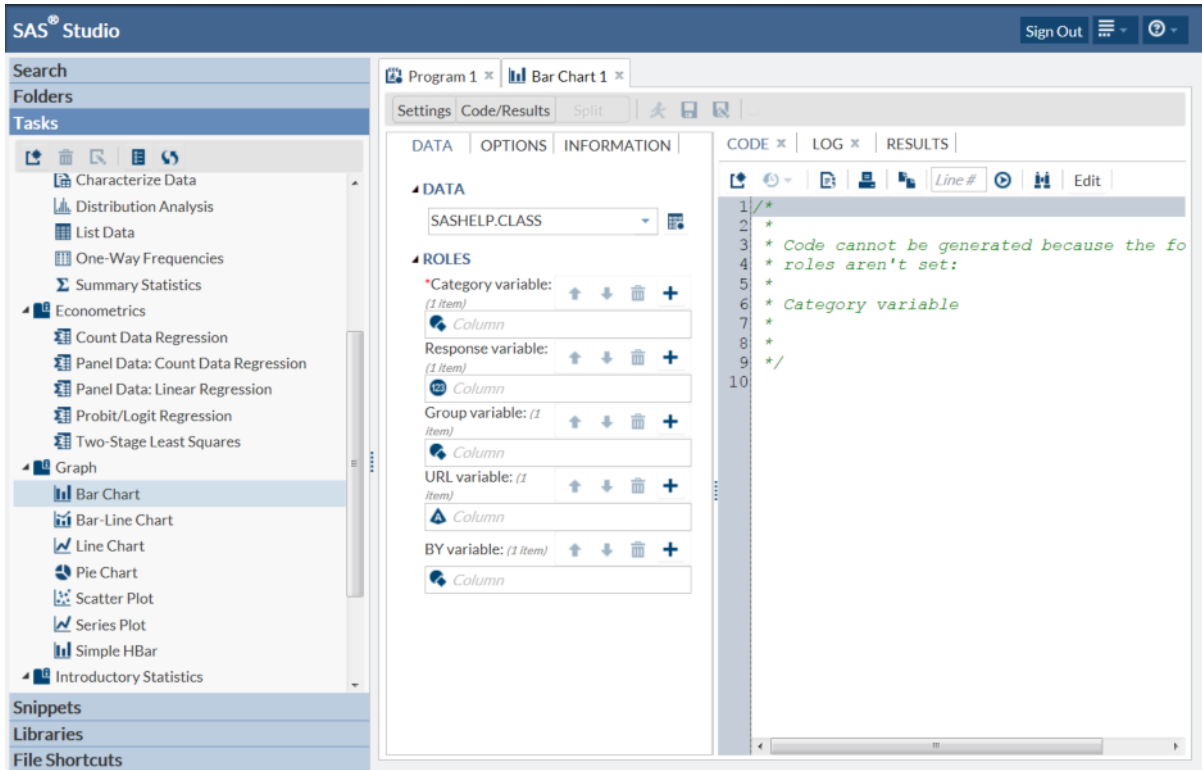 SAS® Studio
Sign Out
Search
Folders
Tasks
Characterize Data
Distribution Analysis
List Data
One-Way Frequencies
Σ Summary Statistics
Econometrics
Count Data Regression
Panel Data: Count Data Regression
Panel Data: Linear Regression
Probit/Logit Regression
Two-Stage Least Squares
Graph
Bar Chart
Bar-Line Chart
Line Chart
Pie Chart
Scatter Plot
Series Plot
Simple HBar
Introductory Statistics
Snippets
Libraries
File Shortcuts
Program 1 × Bar Chart 1 ×
Settings Code/Results Split
DATA OPTIONS INFORMATION
DATA
SASHELP.CLASS
ROLES
*Category variable:
(1 item)
Column
Response variable:
(1 item)
123 Column
Group variable: (1
item)
Column
URL variable: (1
item)
A Column
BY variable: (1 item)
Column
CODE × LOG × RESULTS
Line # Edit
1 /*
2 *
3 * Code cannot be generated because the fo
4 * roles aren't set:
5 *
6 * Category variable
7 *
8 *
9 */
10